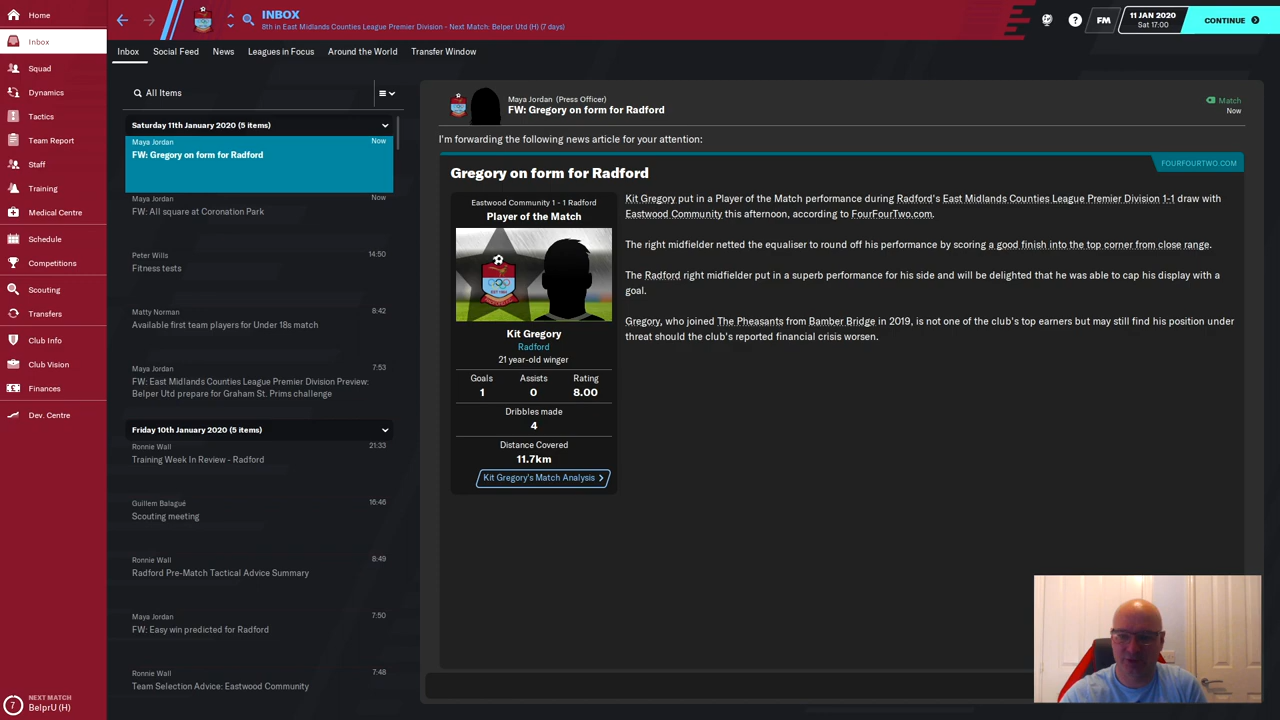 Home
Inbox
Squad
Dynamics
Tactics
Team Report
Staff
Training
Medical Centre
Schedule
Competitions
Scouting
Transfers
Club Info
Club Vision
Finances
Dev. Centre
7
NEXT MATCH
BelprU (H)
INBOX
8th in East Midlands Counties League Premier Division - Next Match: Belper Utd (H) (7 days)
FM
11 JAN 2020
Sat 17:00
CONTINUE
Inbox
Social Feed
News
Leagues in Focus
Around the World
Transfer Window
All Items
Saturday 11th January 2020 (5 items)
Maya Jordan
Now
FW: Gregory on form for Radford
Maya Jordan
Now
FW: All square at Coronation Park
Peter Wills
14:50
Fitness tests
Matty Norman
8:42
Available first team players for Under 18s match
Maya Jordan
7:53
FW: East Midlands Counties League Premier Division Preview:
Belper Utd prepare for Graham St. Prims challenge
Friday 10th January 2020 (5 items)
Ronnie Wall
21:33
Training Week In Review - Radford
Guillem Balagué
16:46
Scouting meeting
Ronnie Wall
8:49
Radford Pre-Match Tactical Advice Summary
Maya Jordan
7:50
FW: Easy win predicted for Radford
Ronnie Wall
7:48
Team Selection Advice: Eastwood Community
Maya Jordan (Press Officer)
FW: Gregory on form for Radford
Match
Now
I'm forwarding the following news article for your attention:
FOURFOURTWO.COM
Gregory on form for Radford
Eastwood Community 1 - 1 Radford
Player of the Match
Kit Gregory
Radford
21 year-old winger
Goals Assists Rating
1 0 8.00
Dribbles made
4
Distance Covered
11.7km
Kit Gregory's Match Analysis
Kit Gregory put in a Player of the Match performance during Radford's East Midlands Counties League Premier Division 1-1 draw with
Eastwood Community this afternoon, according to FourFourTwo.com.
The right midfielder netted the equaliser to round off his performance by scoring a good finish into the top corner from close range.
The Radford right midfielder put in a superb performance for his side and will be delighted that he was able to cap his display with a
goal.
Gregory, who joined The Pheasants from Bamber Bridge in 2019, is not one of the club's top earners but may still find his position under
threat should the club's reported financial crisis worsen.